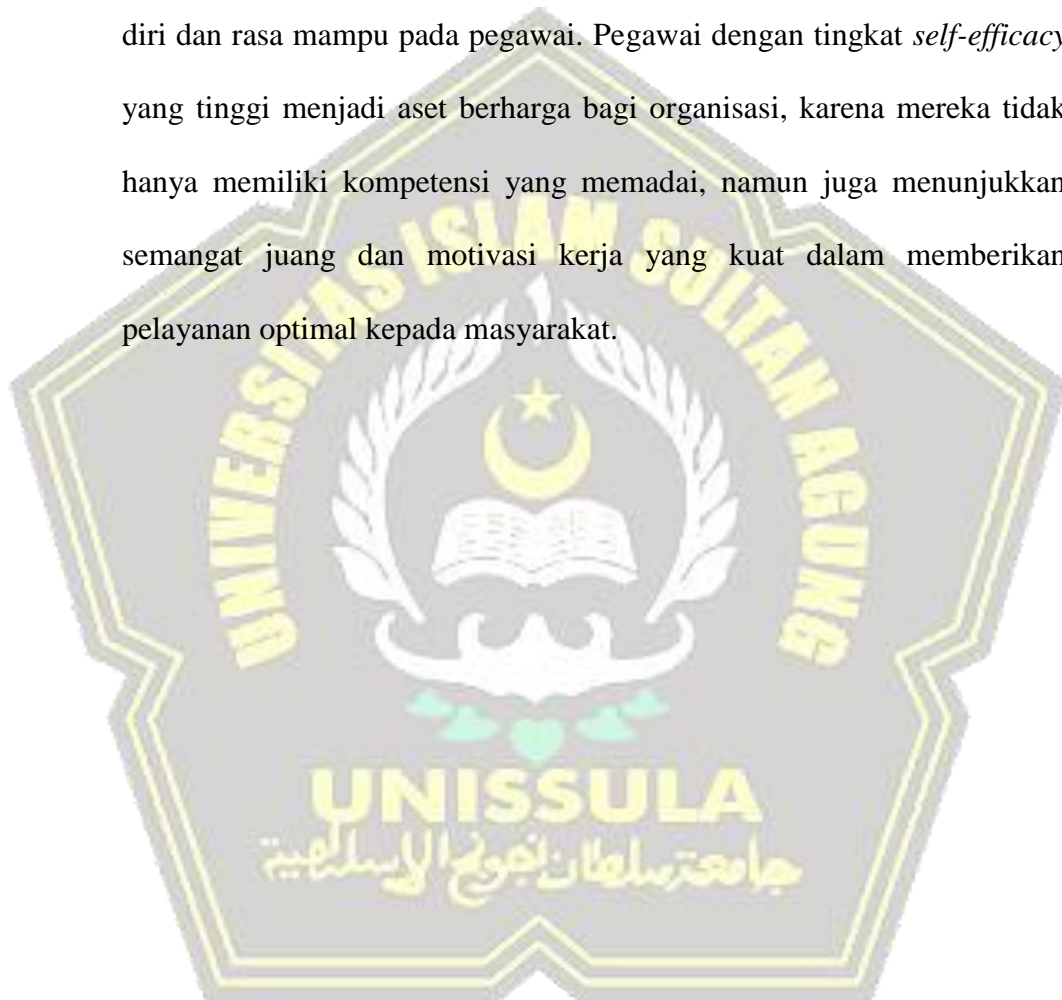 diri dan rasa mampu pada pegawai. Pegawai dengan tingkat self-efficacy
yang tinggi menjadi aset berharga bagi organisasi, karena mereka tidak
hanya memiliki kompetensi yang memadai, namun juga menunjukkan
semangat juang dan motivasi kerja yang kuat dalam memberikan
pelayanan optimal kepada masyarakat.
UNIVERSITAS ISLAM SULTAN AGUNG
UNISSULA
جامعة سلطان أجونج الإسلامية